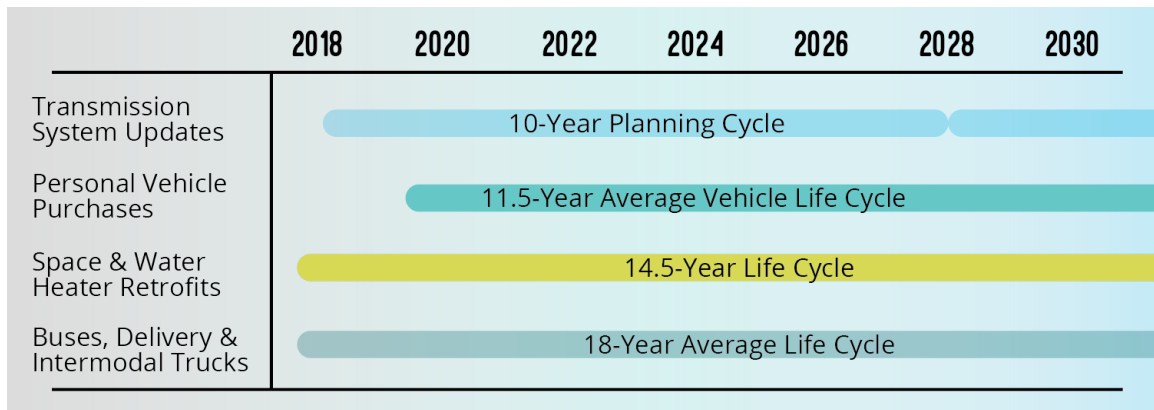 2018 2020 2022 2024 2026 2028 2030
Transmission
System Updates
10-Year Planning Cycle
Personal Vehicle
Purchases
11.5-Year Average Vehicle Life Cycle
Space & Water
Heater Retrofits
14.5-Year Life Cycle
Buses, Delivery &
Intermodal Trucks
18-Year Average Life Cycle